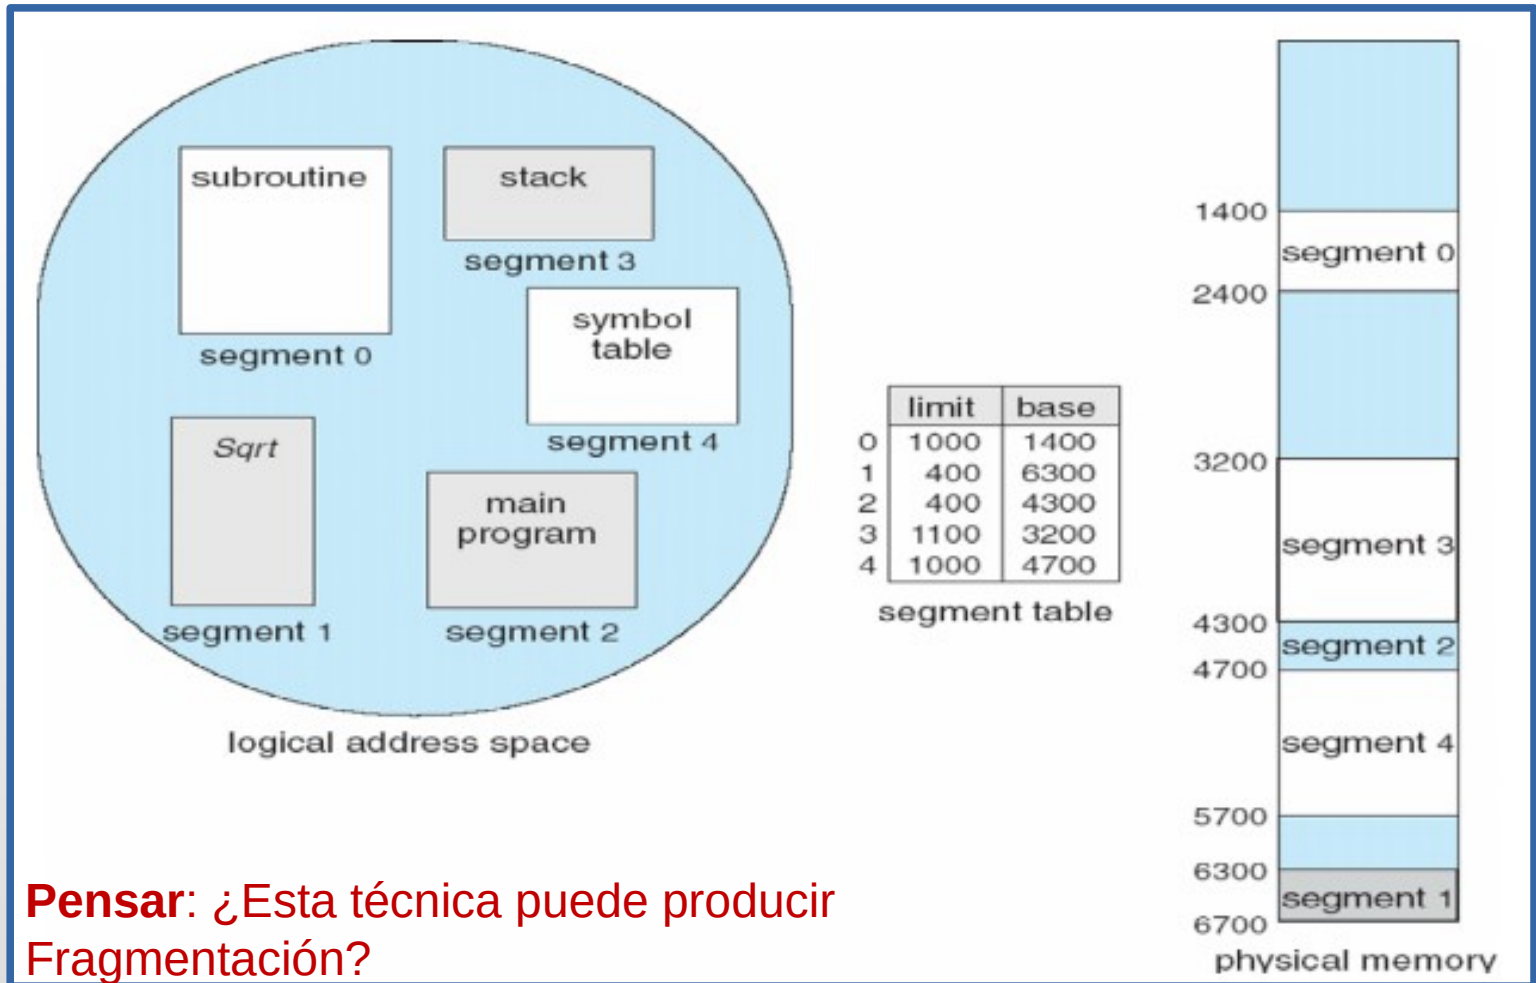 subroutine
segment 0
stack
segment 3
symbol
table
segment 4
Sqrt
segment 1
main
program
segment 2
logical address space
limit base
0 1000 1400
1 400 6300
2 400 4300
3 1100 3200
4 1000 4700
segment table
1400
segment 0
2400
3200
segment 3
4300
segment 2
4700
segment 4
5700
6300
segment 1
6700
physical memory
Pensar: ¿Esta técnica puede producir
Fragmentación?